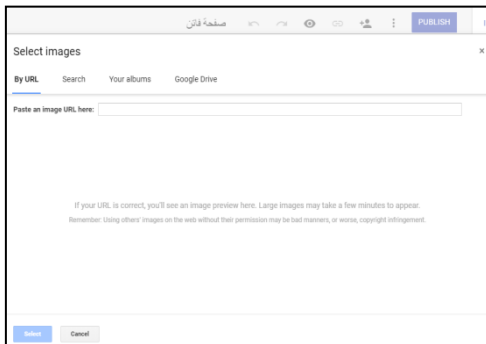 صفحة فاتن
PUBLISH
Select images
×
By URL Search Your albums Google Drive
Paste an image URL here:
If your URL is correct, you'll see an image preview here. Large images may take a few minutes to appear.
Remember: Using others' images on the web without their permission may be bad manners, or worse, copyright infringement.
Select Cancel